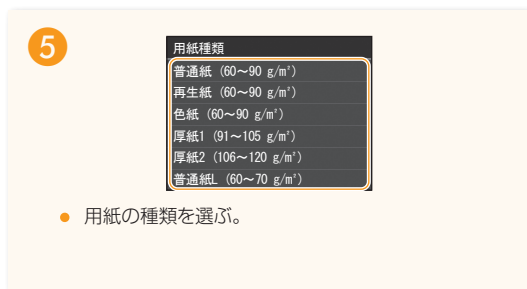 5
用紙種類
普通紙 (60～90 g/m²)
再生紙 (60～90 g/m²)
色紙 (60～90 g/m²)
厚紙1 (91～105 g/m²)
厚紙2 (106～120 g/m²)
普通紙L (60～70 g/m²)
● 用紙の種類を選ぶ。